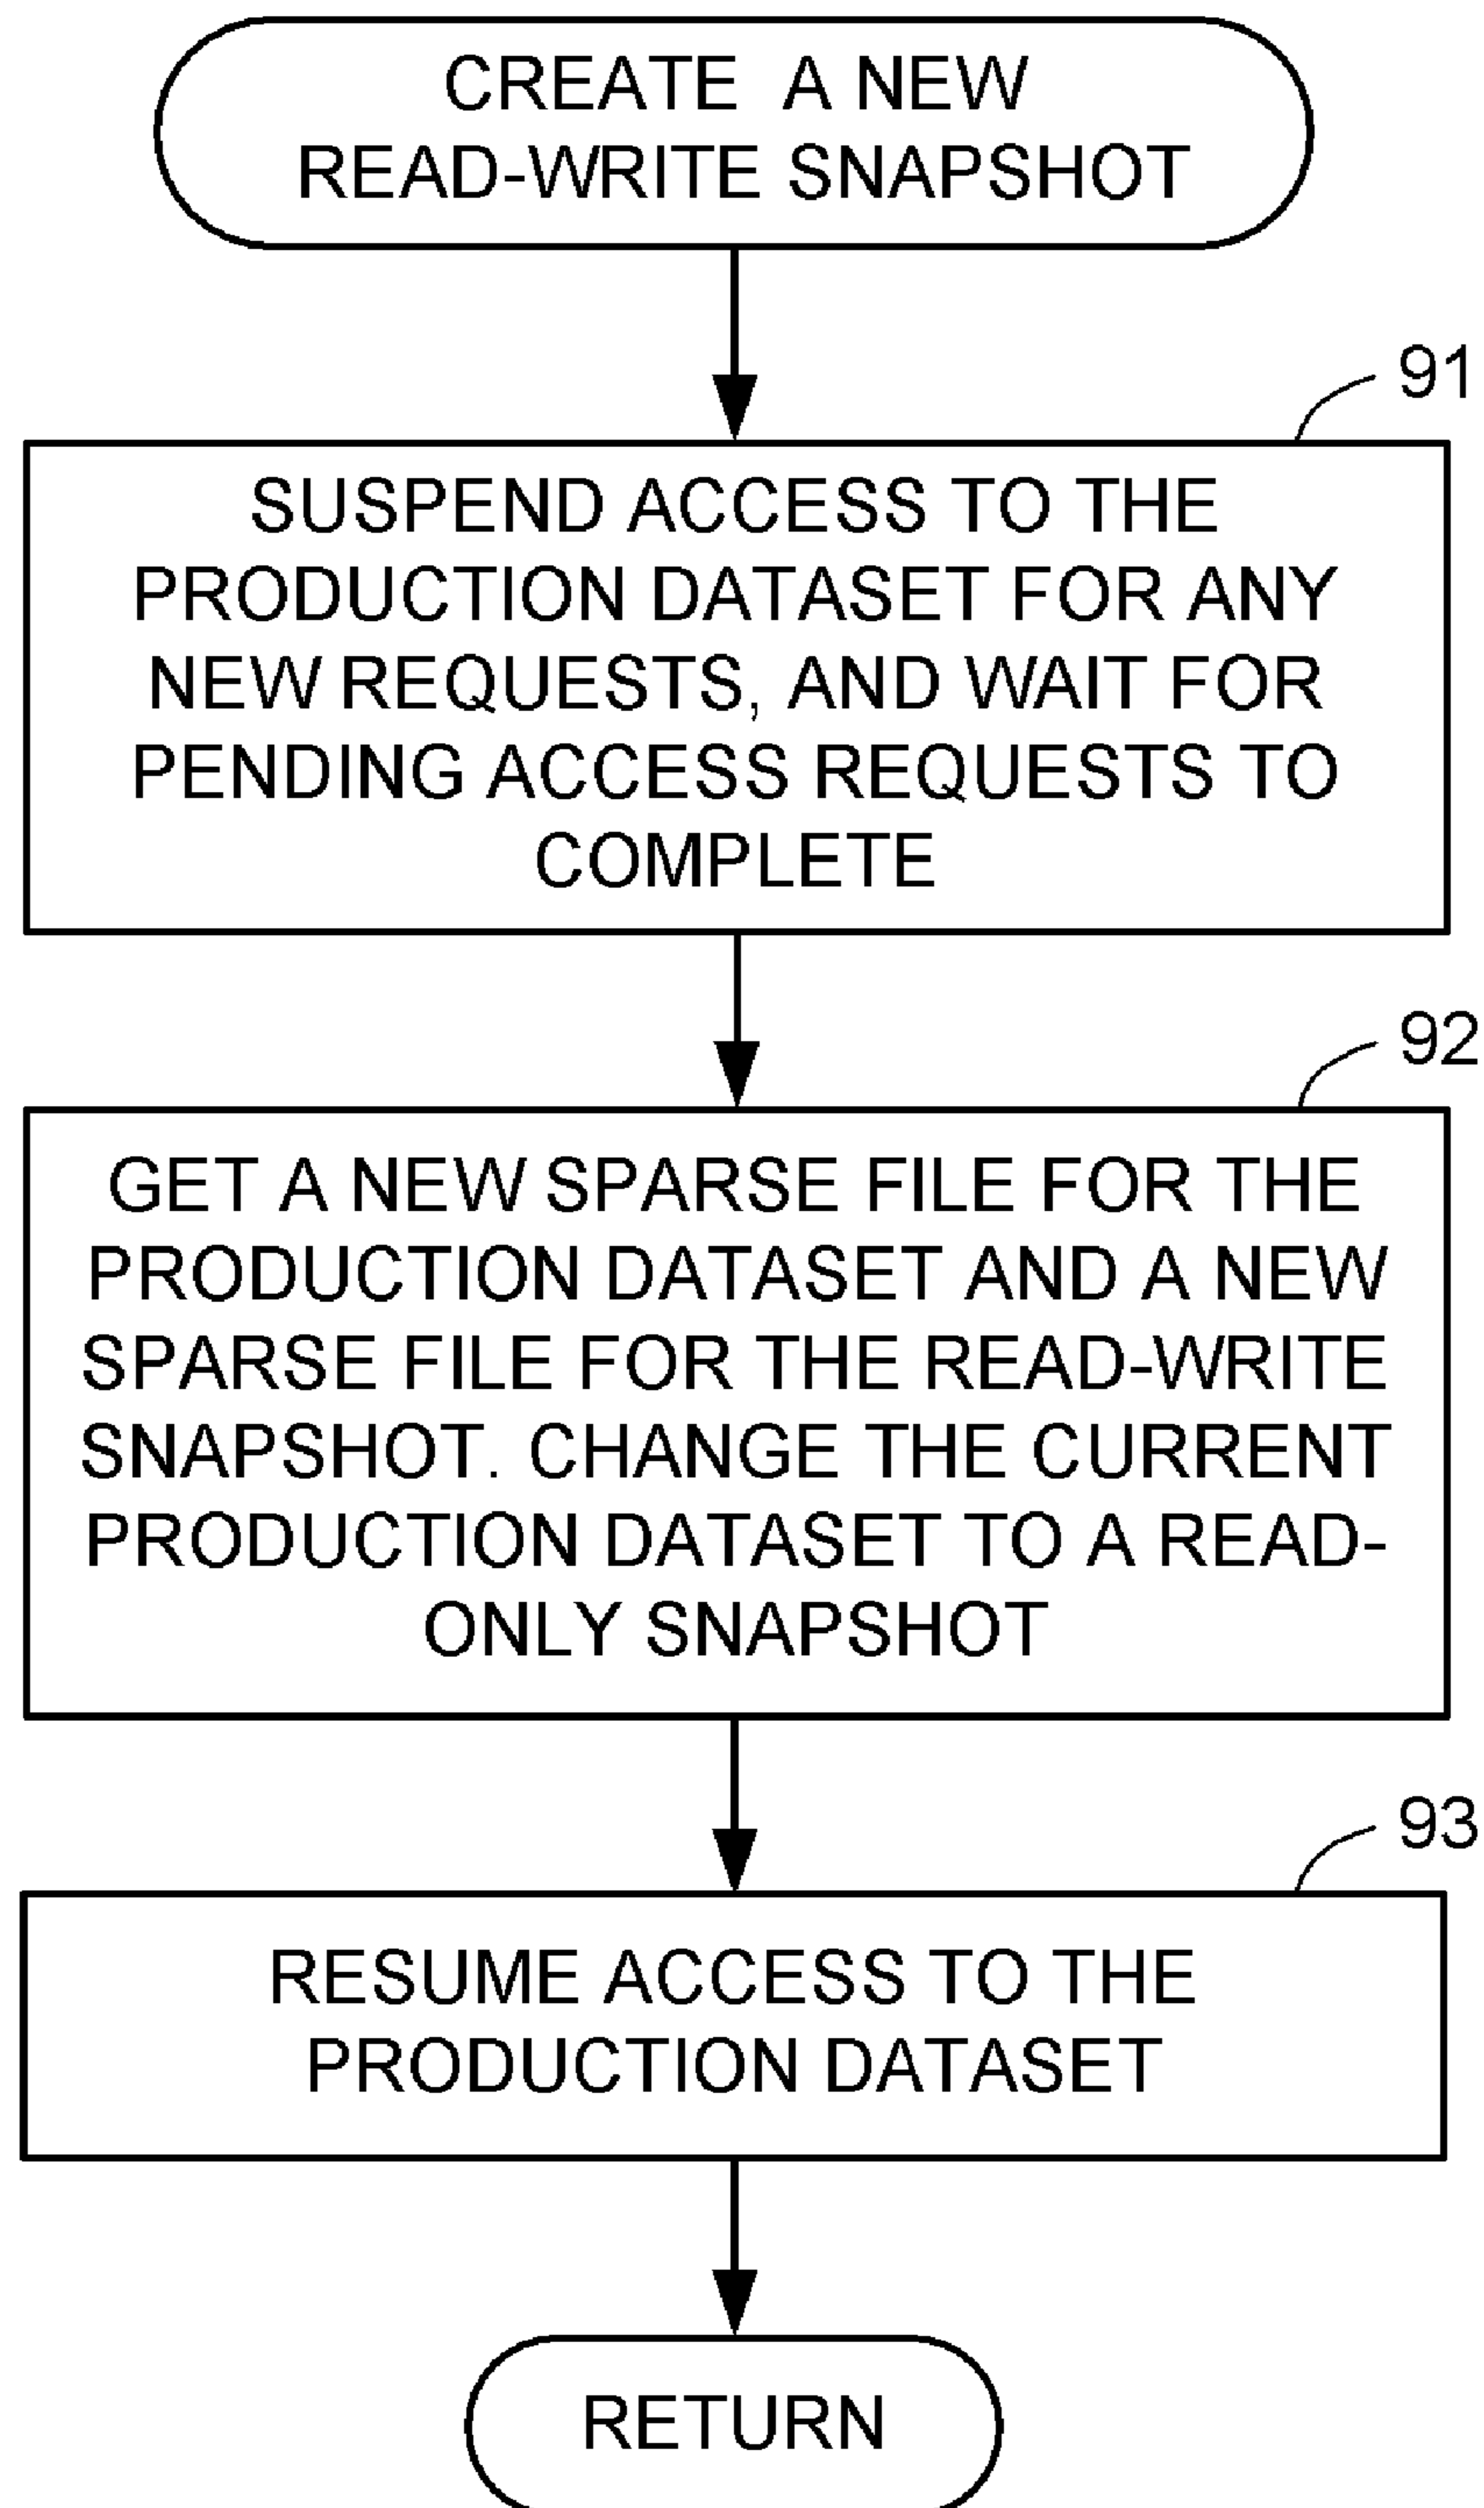 CREATE A NEW
READ-WRITE SNAPSHOT
91
SUSPEND ACCESS TO THE
PRODUCTION DATASET FOR ANY
NEW REQUESTS, AND WAIT FOR
PENDING ACCESS REQUESTS TO
COMPLETE
92
GET A NEW SPARSE FILE FOR THE
PRODUCTION DATASET AND A NEW
SPARSE FILE FOR THE READ-WRITE
SNAPSHOT. CHANGE THE CURRENT
PRODUCTION DATASET TO A READ-
ONLY SNAPSHOT
93
RESUME ACCESS TO THE
PRODUCTION DATASET
RETURN